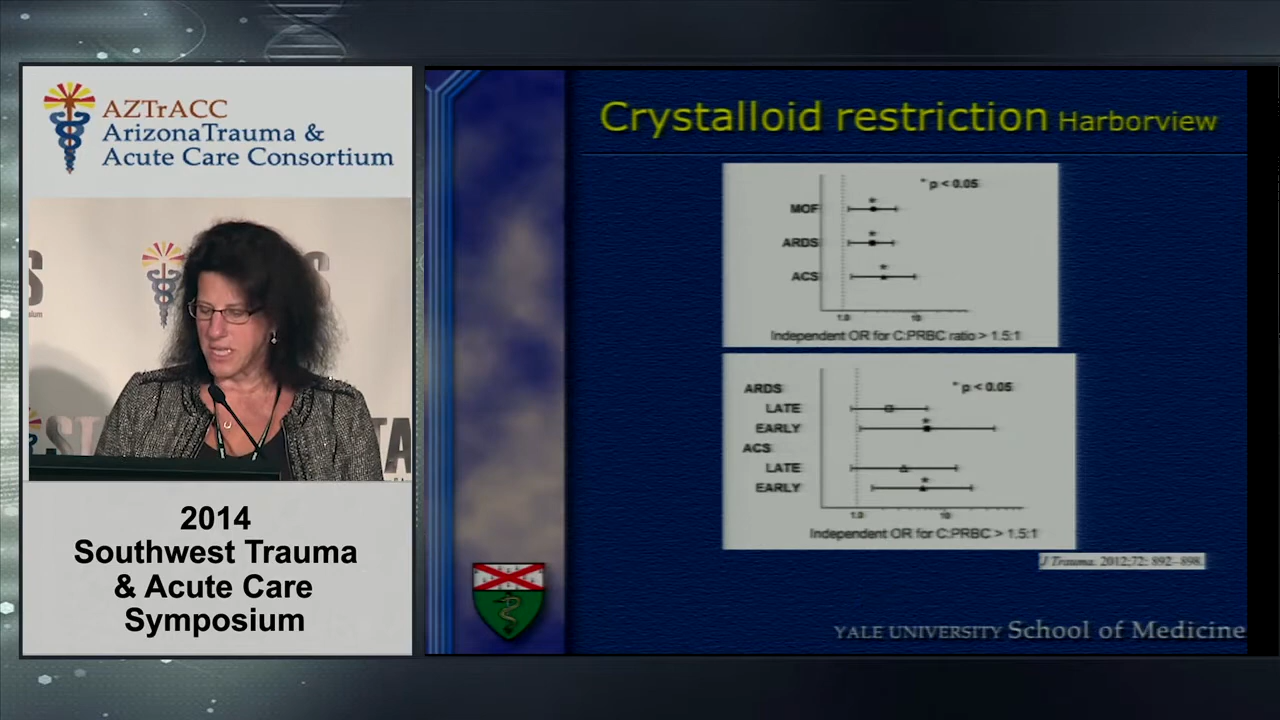 AZTrACC
ArizonaTrauma &
Acute Care Consortium
2014
Southwest Trauma
& Acute Care
Symposium
Crystalloid restriction Harborview
* p < 0.05
MOF
*
ARDS
*
ACS
*
1.0 10
Independent OR for C:PRBC ratio > 1.5:1
ARDS
* p < 0.05
LATE
EARLY
*
ACS
LATE
EARLY
*
1.0 10
Independent OR for C:PRBC > 1.5:1
J Trauma. 2012;72: 892–898.
YALE UNIVERSITY School of Medicine